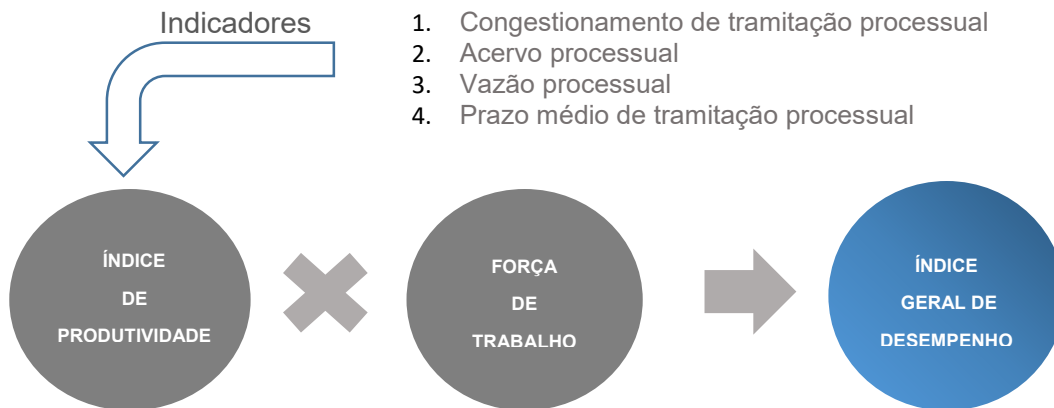 Indicadores
1. Congestionamento de tramitação processual
2. Acervo processual
3. Vazão processual
4. Prazo médio de tramitação processual
ÍNDICE
DE
PRODUTIVIDADE
FORÇA
DE
TRABALHO
ÍNDICE
GERAL DE
DESEMPENHO